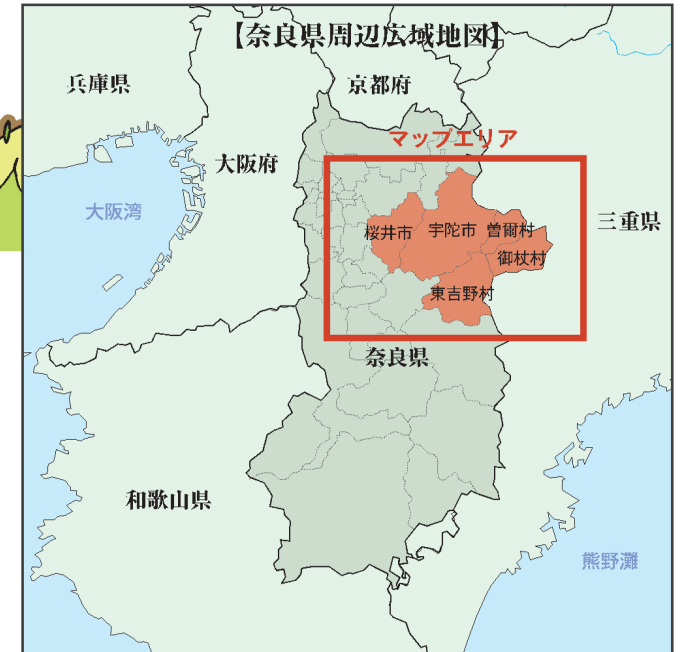 【奈良県周辺広域地図】
兵庫県
京都府
マップエリア
大阪府
大阪湾
三重県
桜井市
宇陀市
曽爾村
御杖村
東吉野村
奈良県
和歌山県
熊野灘